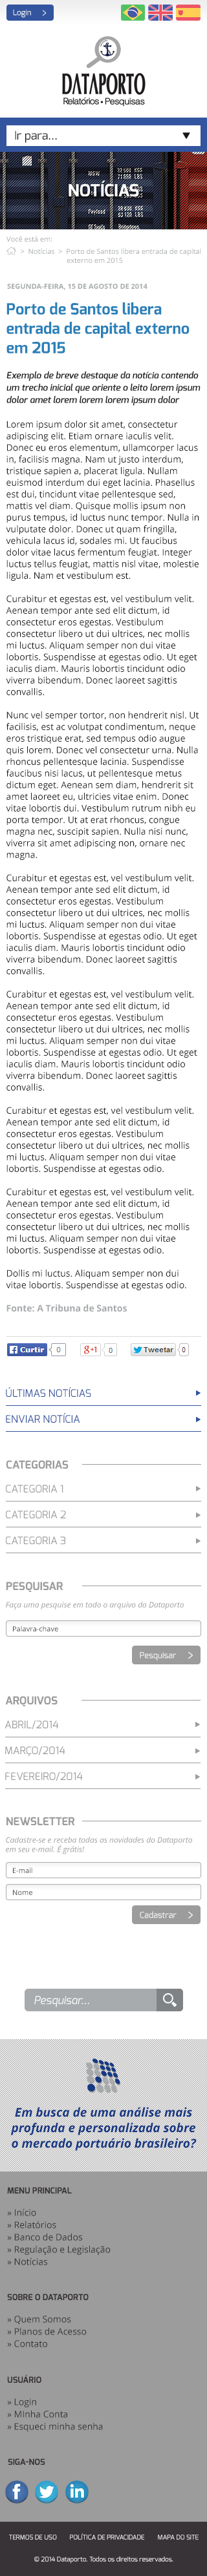 Login >
DATAPORTO
Relatórios • Pesquisas
Ir para...
NOTÍCIAS
Você está em:
> Notícias > Porto de Santos libera entrada de capital
externo em 2015
SEGUNDA-FEIRA, 15 DE AGOSTO DE 2014
Porto de Santos libera
entrada de capital externo
em 2015
Exemplo de breve destaque da notícia contendo
um trecho inicial que oriente o leito lorem ipsum
dolor amet lorem lorem lorem ipsum dolor
Lorem ipsum dolor sit amet, consectetur
adipiscing elit. Etiam ornare iaculis velit.
Donec eu eros elementum, ullamcorper lacus
in, facilisis magna. Nam ut justo interdum,
tristique sapien a, placerat ligula. Nullam
euismod interdum dui eget lacinia. Phasellus
est dui, tincidunt vitae pellentesque sed,
mattis vel diam. Quisque mollis ipsum non
purus tempus, id luctus nunc tempor. Nulla in
vulputate dolor. Donec ut quam fringilla,
vehicula lacus id, sodales mi. Ut faucibus
dolor vitae lacus fermentum feugiat. Integer
luctus tellus feugiat, mattis nisl vitae, molestie
ligula. Nam et vestibulum est.
Curabitur egestas est, vel vestibulum velit.
Aenean tempor ante sed elit dictum, id
consectetur eros egestas. Vestibulum
consectetur libero ut dui ultrices, nec mollis
mi luctus. Aliquam semper non dui vitae
lobortis. Suspendisse at egestas odio. Ut eget
iaculis diam. Mauris lobortis tincidunt odio
viverra bibendum. Donec laoreet sagittis
convallis.
Nunc vel semper tortor, non hendrerit nisl. Ut
facilisis, est ac volutpat condimentum, neque
eros tristique erat, sed tempus odio augue
quis lorem. Donec vel consectetur urna. Nulla
rhoncus pellentesque lacinia. Suspendisse
faucibus nisi lacus, ut pellentesque metus
dictum eget. Aenean sem diam, hendrerit sit
amet laoreet eu, ultricies vitae enim. Donec
vitae lobortis dui. Vestibulum rutrum nibh eu
porta tempor. Ut at erat rhoncus, congue
magna nec, suscipit sapien. Nulla nisi nunc,
viverra sit amet adipiscing non, ornare nec
magna.
Curabitur egestas est, vel vestibulum velit.
Aenean tempor ante sed elit dictum, id
consectetur eros egestas. Vestibulum
consectetur libero ut dui ultrices, nec mollis
mi luctus. Aliquam semper non dui vitae
lobortis. Suspendisse at egestas odio. Ut eget
iaculis diam. Mauris lobortis tincidunt odio
viverra bibendum. Donec laoreet sagittis
convallis.
Curabitur egestas est, vel vestibulum velit.
Aenean tempor ante sed elit dictum, id
consectetur eros egestas. Vestibulum
consectetur libero ut dui ultrices, nec mollis
mi luctus. Aliquam semper non dui vitae
lobortis. Suspendisse at egestas odio. Ut eget
iaculis diam. Mauris lobortis tincidunt odio
viverra bibendum. Donec laoreet sagittis
convallis.
Curabitur egestas est, vel vestibulum velit.
Aenean tempor ante sed elit dictum, id
consectetur eros egestas. Vestibulum
consectetur libero ut dui ultrices, nec mollis
mi luctus. Aliquam semper non dui vitae
lobortis. Suspendisse at egestas odio.
Curabitur egestas est, vel vestibulum velit.
Aenean tempor ante sed elit dictum, id
consectetur eros egestas. Vestibulum
consectetur libero ut dui ultrices, nec mollis
mi luctus. Aliquam semper non dui vitae
lobortis. Suspendisse at egestas odio.
Dollis mi luctus. Aliquam semper non dui
vitae lobortis. Suspendisse at egestas odio.
Fonte: A Tribuna de Santos
Curtir 0 g+1 0 Tweetar 0
ÚLTIMAS NOTÍCIAS
ENVIAR NOTÍCIA
CATEGORIAS
CATEGORIA 1
CATEGORIA 2
CATEGORIA 3
PESQUISAR
Faça uma pesquise em todo o arquivo do Dataporto
Palavra-chave
Pesquisar >
ARQUIVOS
ABRIL/2014
MARÇO/2014
FEVEREIRO/2014
NEWSLETTER
Cadastre-se e receba todas as novidades do Dataporto
em seu e-mail. É grátis!
E-mail
Nome
Cadastrar >
Pesquisar...
Em busca de uma análise mais
profunda e personalizada sobre
o mercado portuário brasileiro?
MENU PRINCIPAL
» Início
» Relatórios
» Banco de Dados
» Regulação e Legislação
» Notícias
SOBRE O DATAPORTO
» Quem Somos
» Planos de Acesso
» Contato
USUÁRIO
» Login
» Minha Conta
» Esqueci minha senha
SIGA-NOS
TERMOS DE USO POLÍTICA DE PRIVACIDADE MAPA DO SITE
© 2014 Dataporto. Todos os direitos reservados.